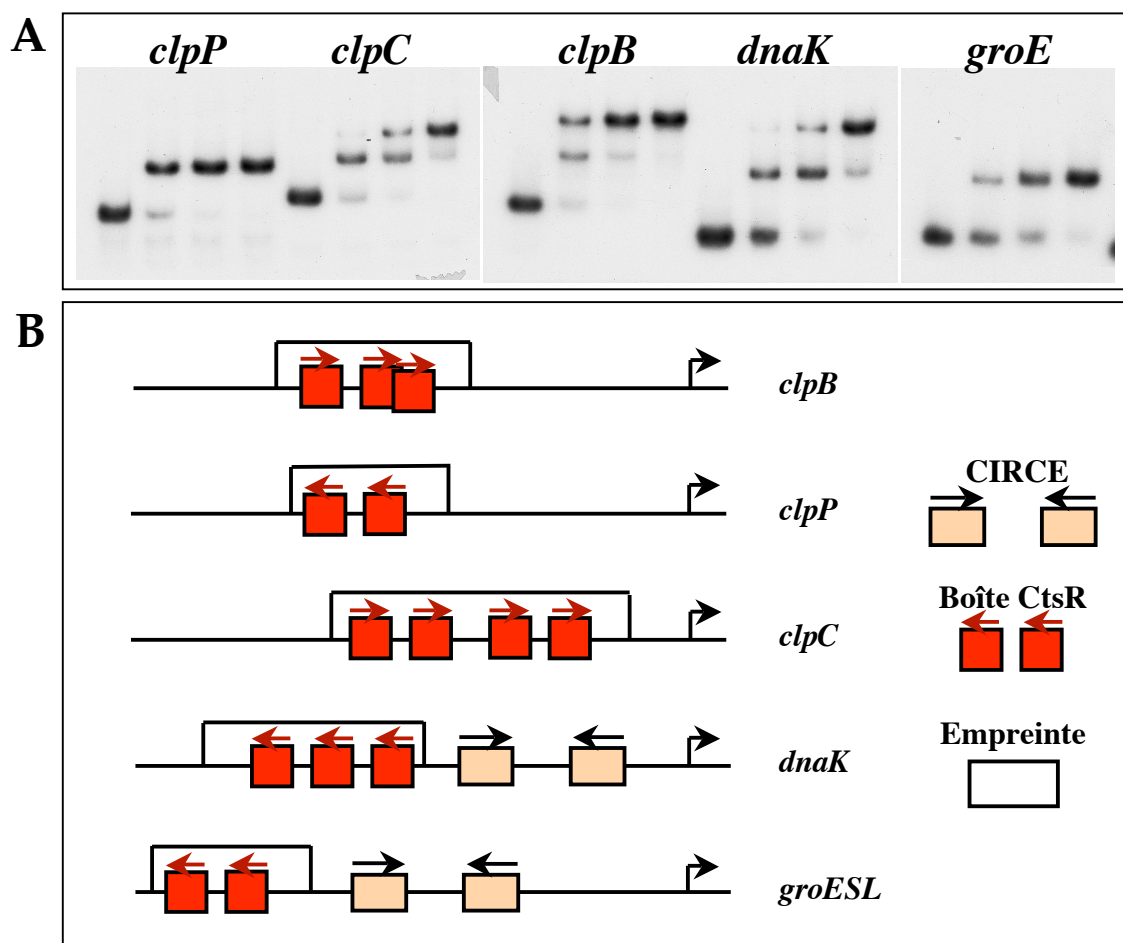 A
clpP clpC clpB dnaK groE
B
clpB
clpP
CIRCE
clpC
Boîte CtsR
dnaK
Empreinte
groESL